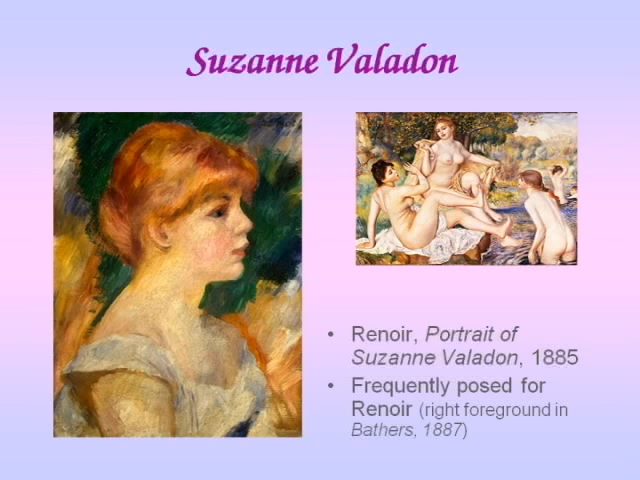 Suzanne Valadon
• Renoir, Portrait of
Suzanne Valadon, 1885
• Frequently posed for
Renoir (right foreground in
Bathers, 1887)